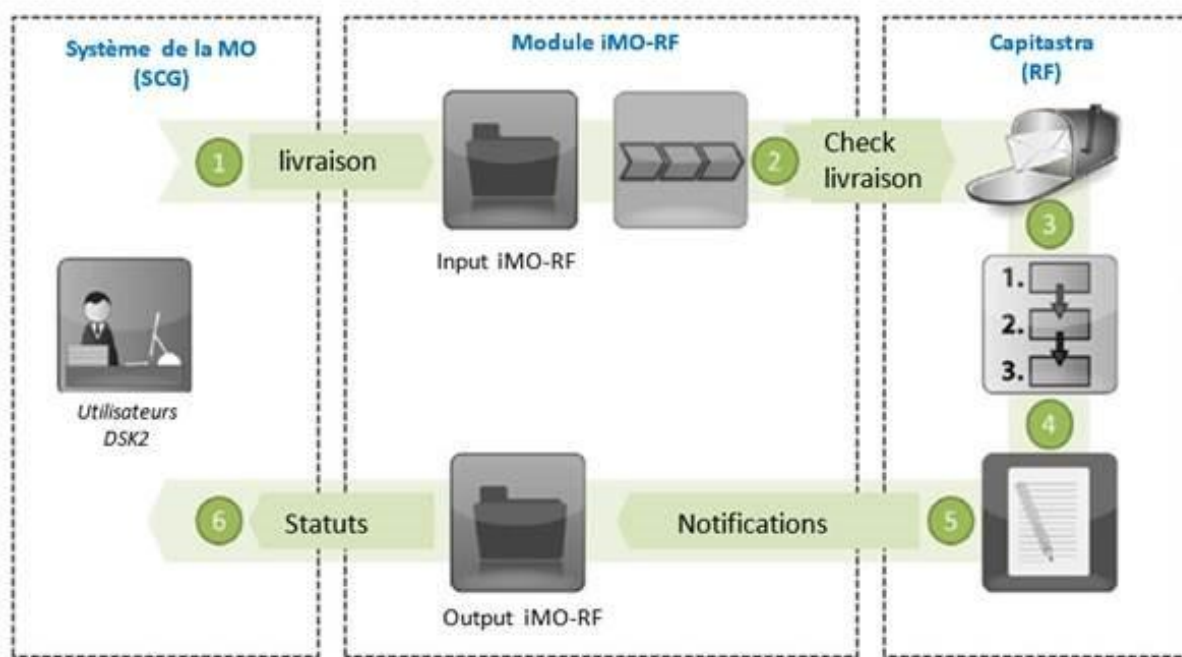 Système de la MO
(SCG)
Module iMO-RF
Capitastra
(RF)
1
livraison
2
Check
livraison
Input iMO-RF
3
1.
2.
3.
Utilisateurs
DSK2
4
6
Statuts
Notifications
5
Output iMO-RF